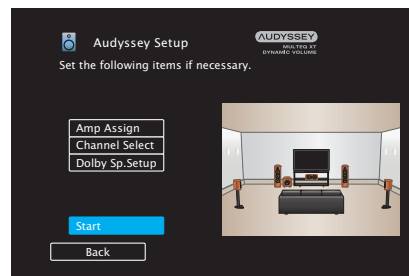 Audyssey Setup
AUDYSSEY
MULTEQ XT
DYNAMIC VOLUME
Set the following items if necessary.
Amp Assign
Channel Select
Dolby Sp.Setup
Start
Back